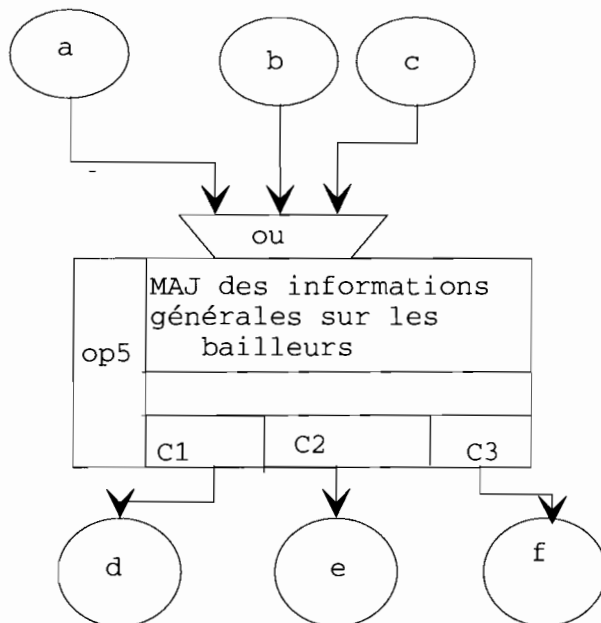 a
b
c
ou
MAJ des informations
générales sur les
bailleurs
op5
C1
C2
C3
d
e
f